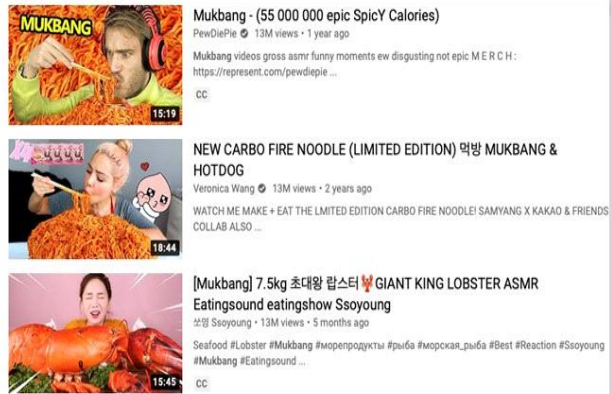 MUKBANG
15:19
Mukbang - (55 000 000 epic SpicY Calories)
PewDiePie 13M views • 1 year ago
Mukbang videos gross asmr funny moments ew disgusting not epic M E R C H :
https://represent.com/pewdiepie ...
CC
18:44
NEW CARBO FIRE NOODLE (LIMITED EDITION) 먹방 MUKBANG &
HOTDOG
Veronica Wang 13M views • 2 years ago
WATCH ME MAKE + EAT THE LMITED EDITION CARBO FIRE NOODLE! SAMYANG X KAKAO & FRIENDS
COLLAB ALSO ...
15:45
[Mukbang] 7.5kg 초대왕 랍스터🦞GIANT KING LOBSTER ASMR
Eatingsound eatingshow Ssoyoung
쏘영 Ssoyoung • 13M views • 5 months ago
Seafood #Lobster #Mukbang #морепродукты #рыба #морская_рыба #Best #Reaction #Ssoyoung
#Mukbang #Eatingsound ...
CC